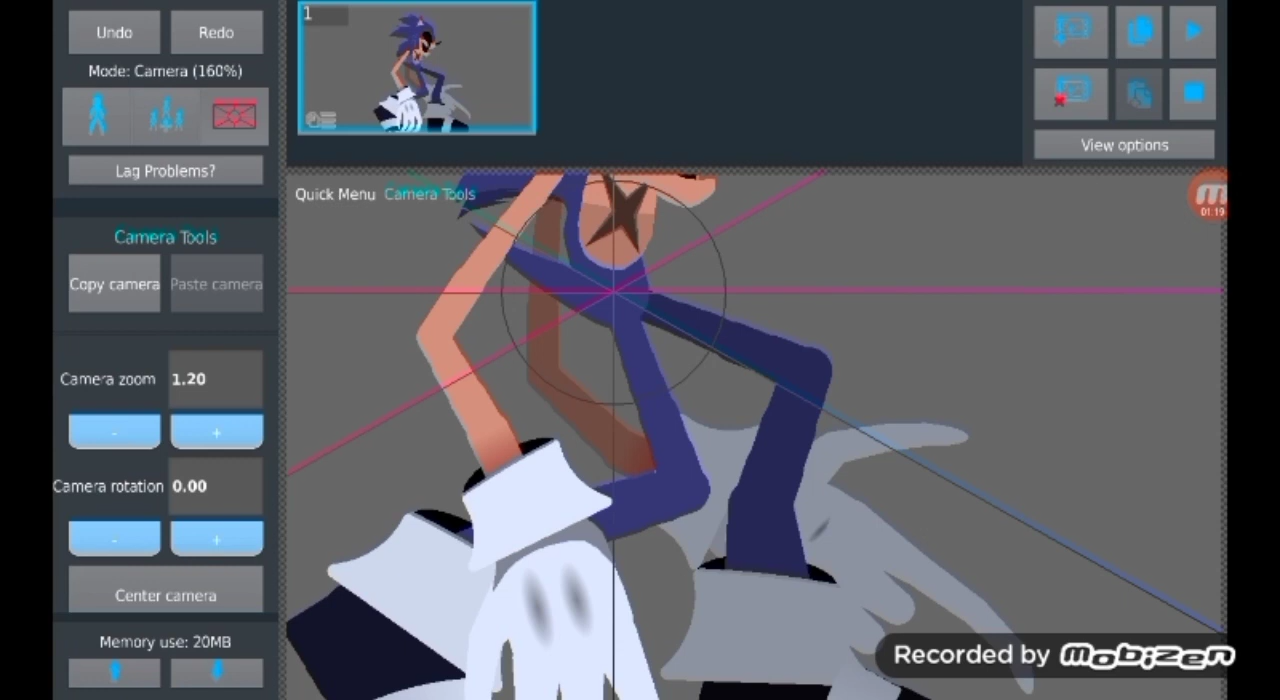 Undo Redo
Mode: Camera (160%)
Lag Problems?
Camera Tools
Copy camera Paste camera
Camera zoom 1.20
- +
Camera rotation 0.00
- +
Center camera
Memory use: 20MB
1
View options
Quick Menu Camera Tools
01:19
Recorded by Mobizen